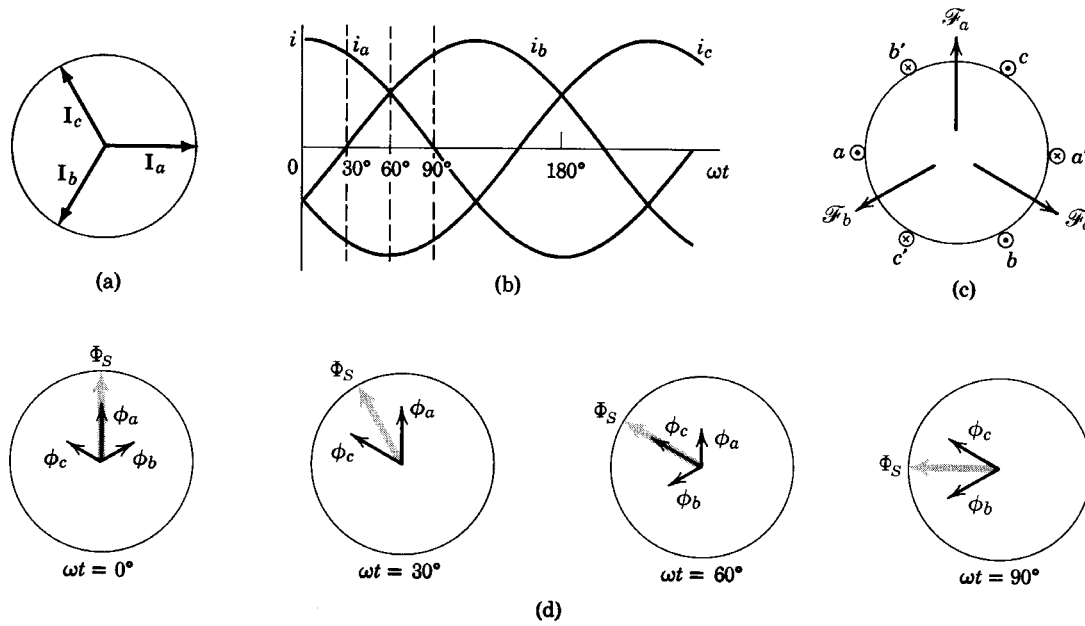 I_c
I_b
I_a
(a)
i
i_a
i_b
i_c
0
30°
60°
90°
180°
ωt
(b)
ℱ_a
b′
c
a
a′
ℱ_b
c′
b
(c)
Φ_S
ϕ_a
ϕ_c
ϕ_b
ωt = 0°
Φ_S
ϕ_a
ϕ_c
ωt = 30°
Φ_S
ϕ_c
ϕ_a
ϕ_b
ωt = 60°
Φ_S
ϕ_c
ϕ_b
ωt = 90°
(d)